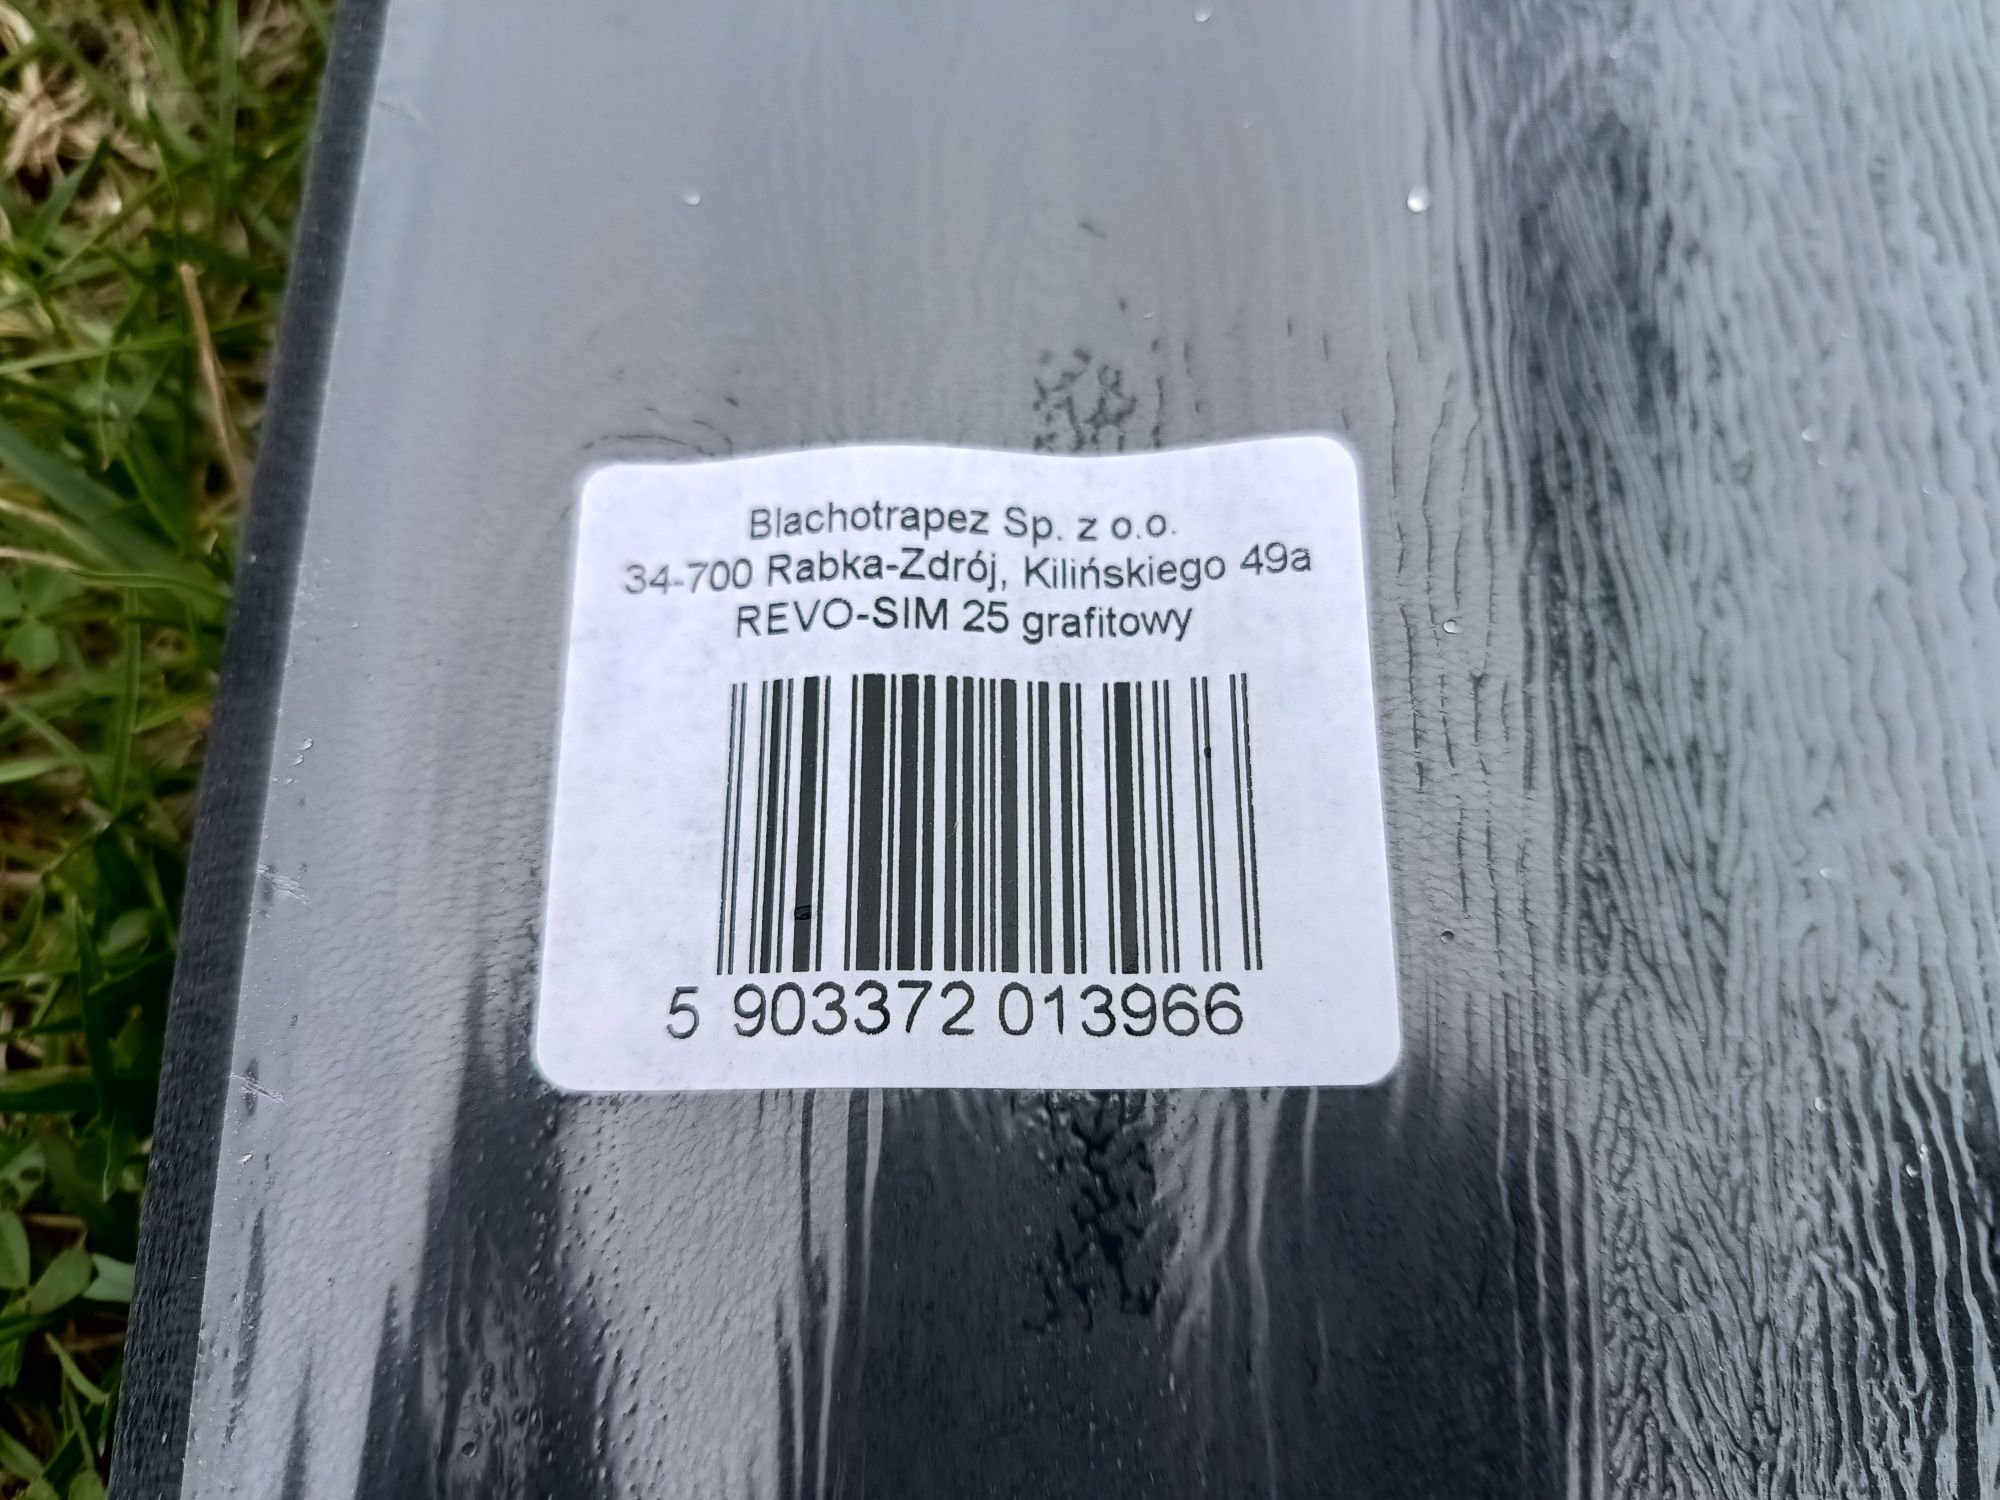 Blachotrapez Sp. z o.o.
34-700 Rabka-Zdrój, Kilińskiego 49a
REVO-SIM 25 grafitowy
5 903372 013966